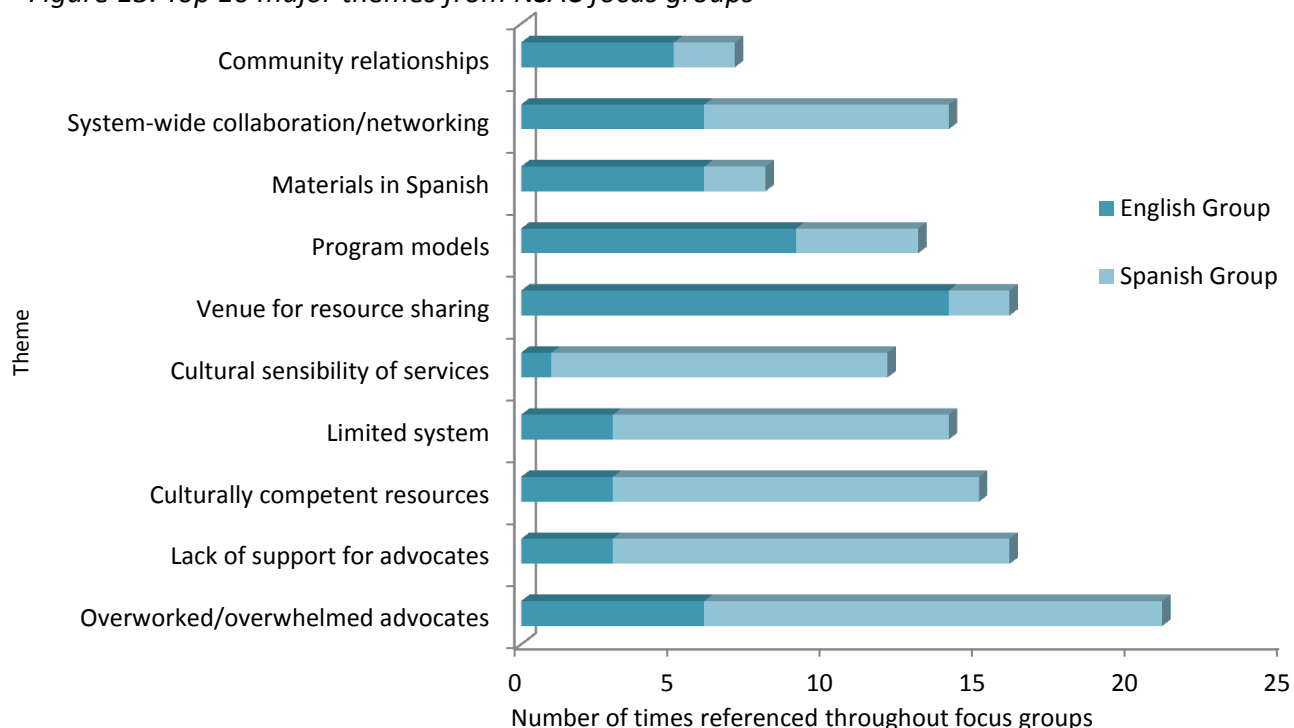 Community relationships
System-wide collaboration/networking
Materials in Spanish
Program models
Venue for resource sharing
Cultural sensibility of services
Limited system
Culturally competent resources
Lack of support for advocates
Overworked/overwhelmed advocates
Theme
English Group
Spanish Group
0 5 10 15 20 25
Number of times referenced throughout focus groups